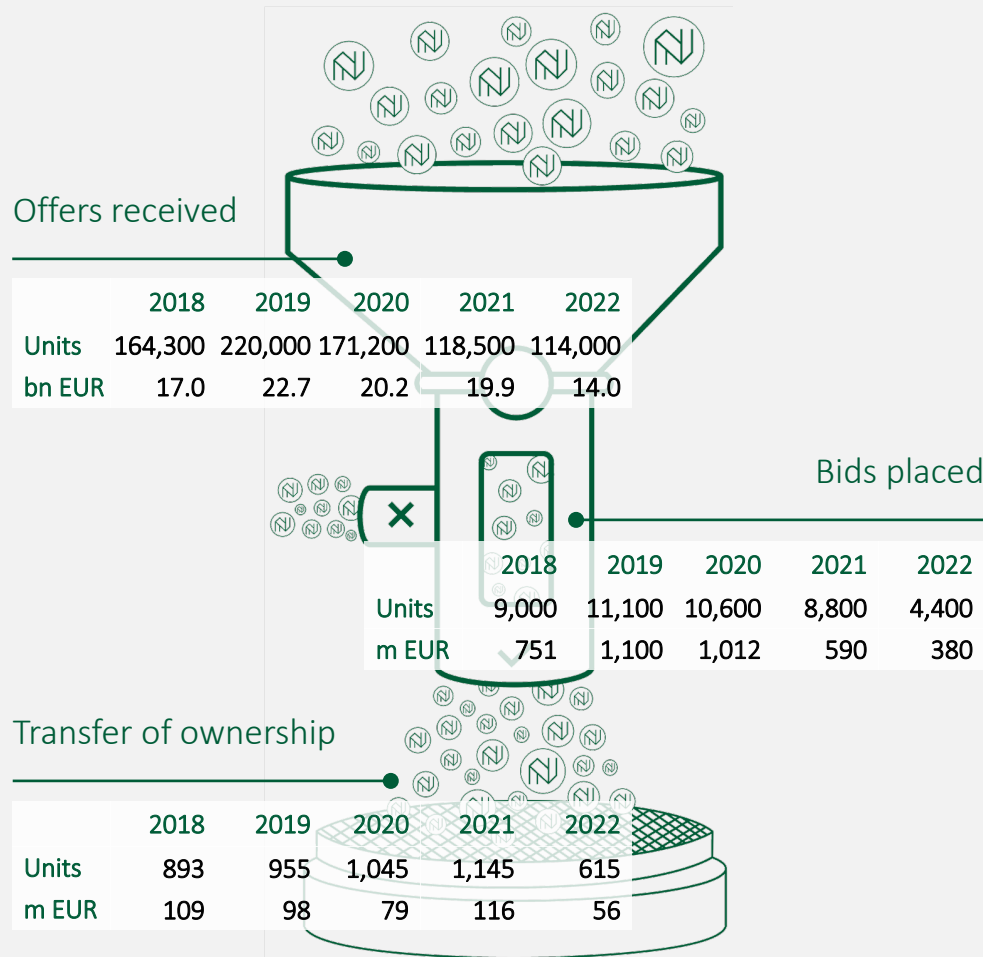 Offers received
2018 2019 2020 2021 2022
Units 164,300 220,000 171,200 118,500 114,000
bn EUR 17.0 22.7 20.2 19.9 14.0
Bids placed
2018 2019 2020 2021 2022
Units 9,000 11,100 10,600 8,800 4,400
m EUR 751 1,100 1,012 590 380
Transfer of ownership
2018 2019 2020 2021 2022
Units 893 955 1,045 1,145 615
m EUR 109 98 79 116 56